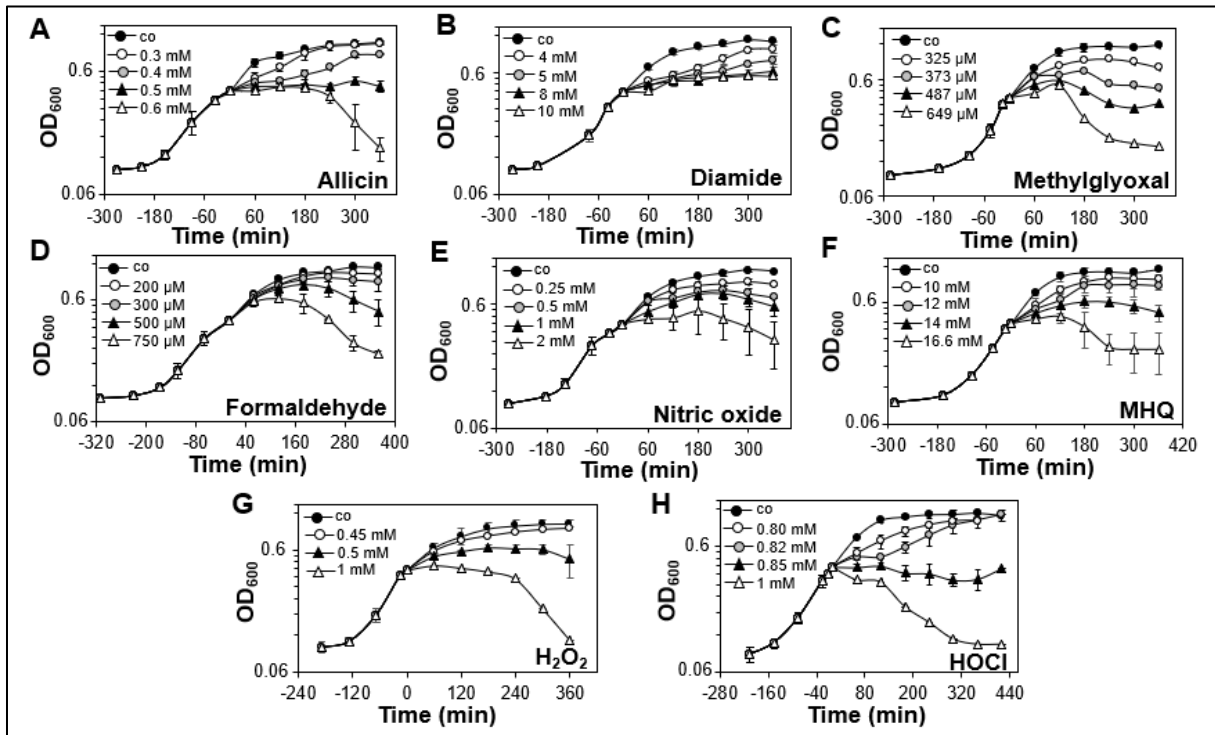 A
co
0.3 mM
0.4 mM
0.5 mM
0.6 mM
0.6
0.06
OD600
Allicin
-300 -180 -60 60 180 300
Time (min)
B
co
4 mM
5 mM
8 mM
10 mM
0.6
0.06
OD600
Diamide
-300 -180 -60 60 180 300
Time (min)
C
co
325 µM
373 µM
487 µM
649 µM
0.6
0.06
OD600
Methylglyoxal
-300 -180 -60 60 180 300
Time (min)
D
co
200 µM
300 µM
500 µM
750 µM
0.6
0.06
OD600
Formaldehyde
-320 -200 -80 40 160 280 400
Time (min)
E
co
0.25 mM
0.5 mM
1 mM
2 mM
0.6
0.06
OD600
Nitric oxide
-300 -180 -60 60 180 300
Time (min)
F
co
10 mM
12 mM
14 mM
16.6 mM
0.6
0.06
OD600
MHQ
-300 -180 -60 60 180 300 420
Time (min)
G
co
0.45 mM
0.5 mM
1 mM
0.6
0.06
OD600
H2O2
-240 -120 0 120 240 360
Time (min)
H
co
0.80 mM
0.82 mM
0.85 mM
1 mM
0.6
0.06
OD600
HOCl
-280 -160 -40 80 200 320 440
Time (min)